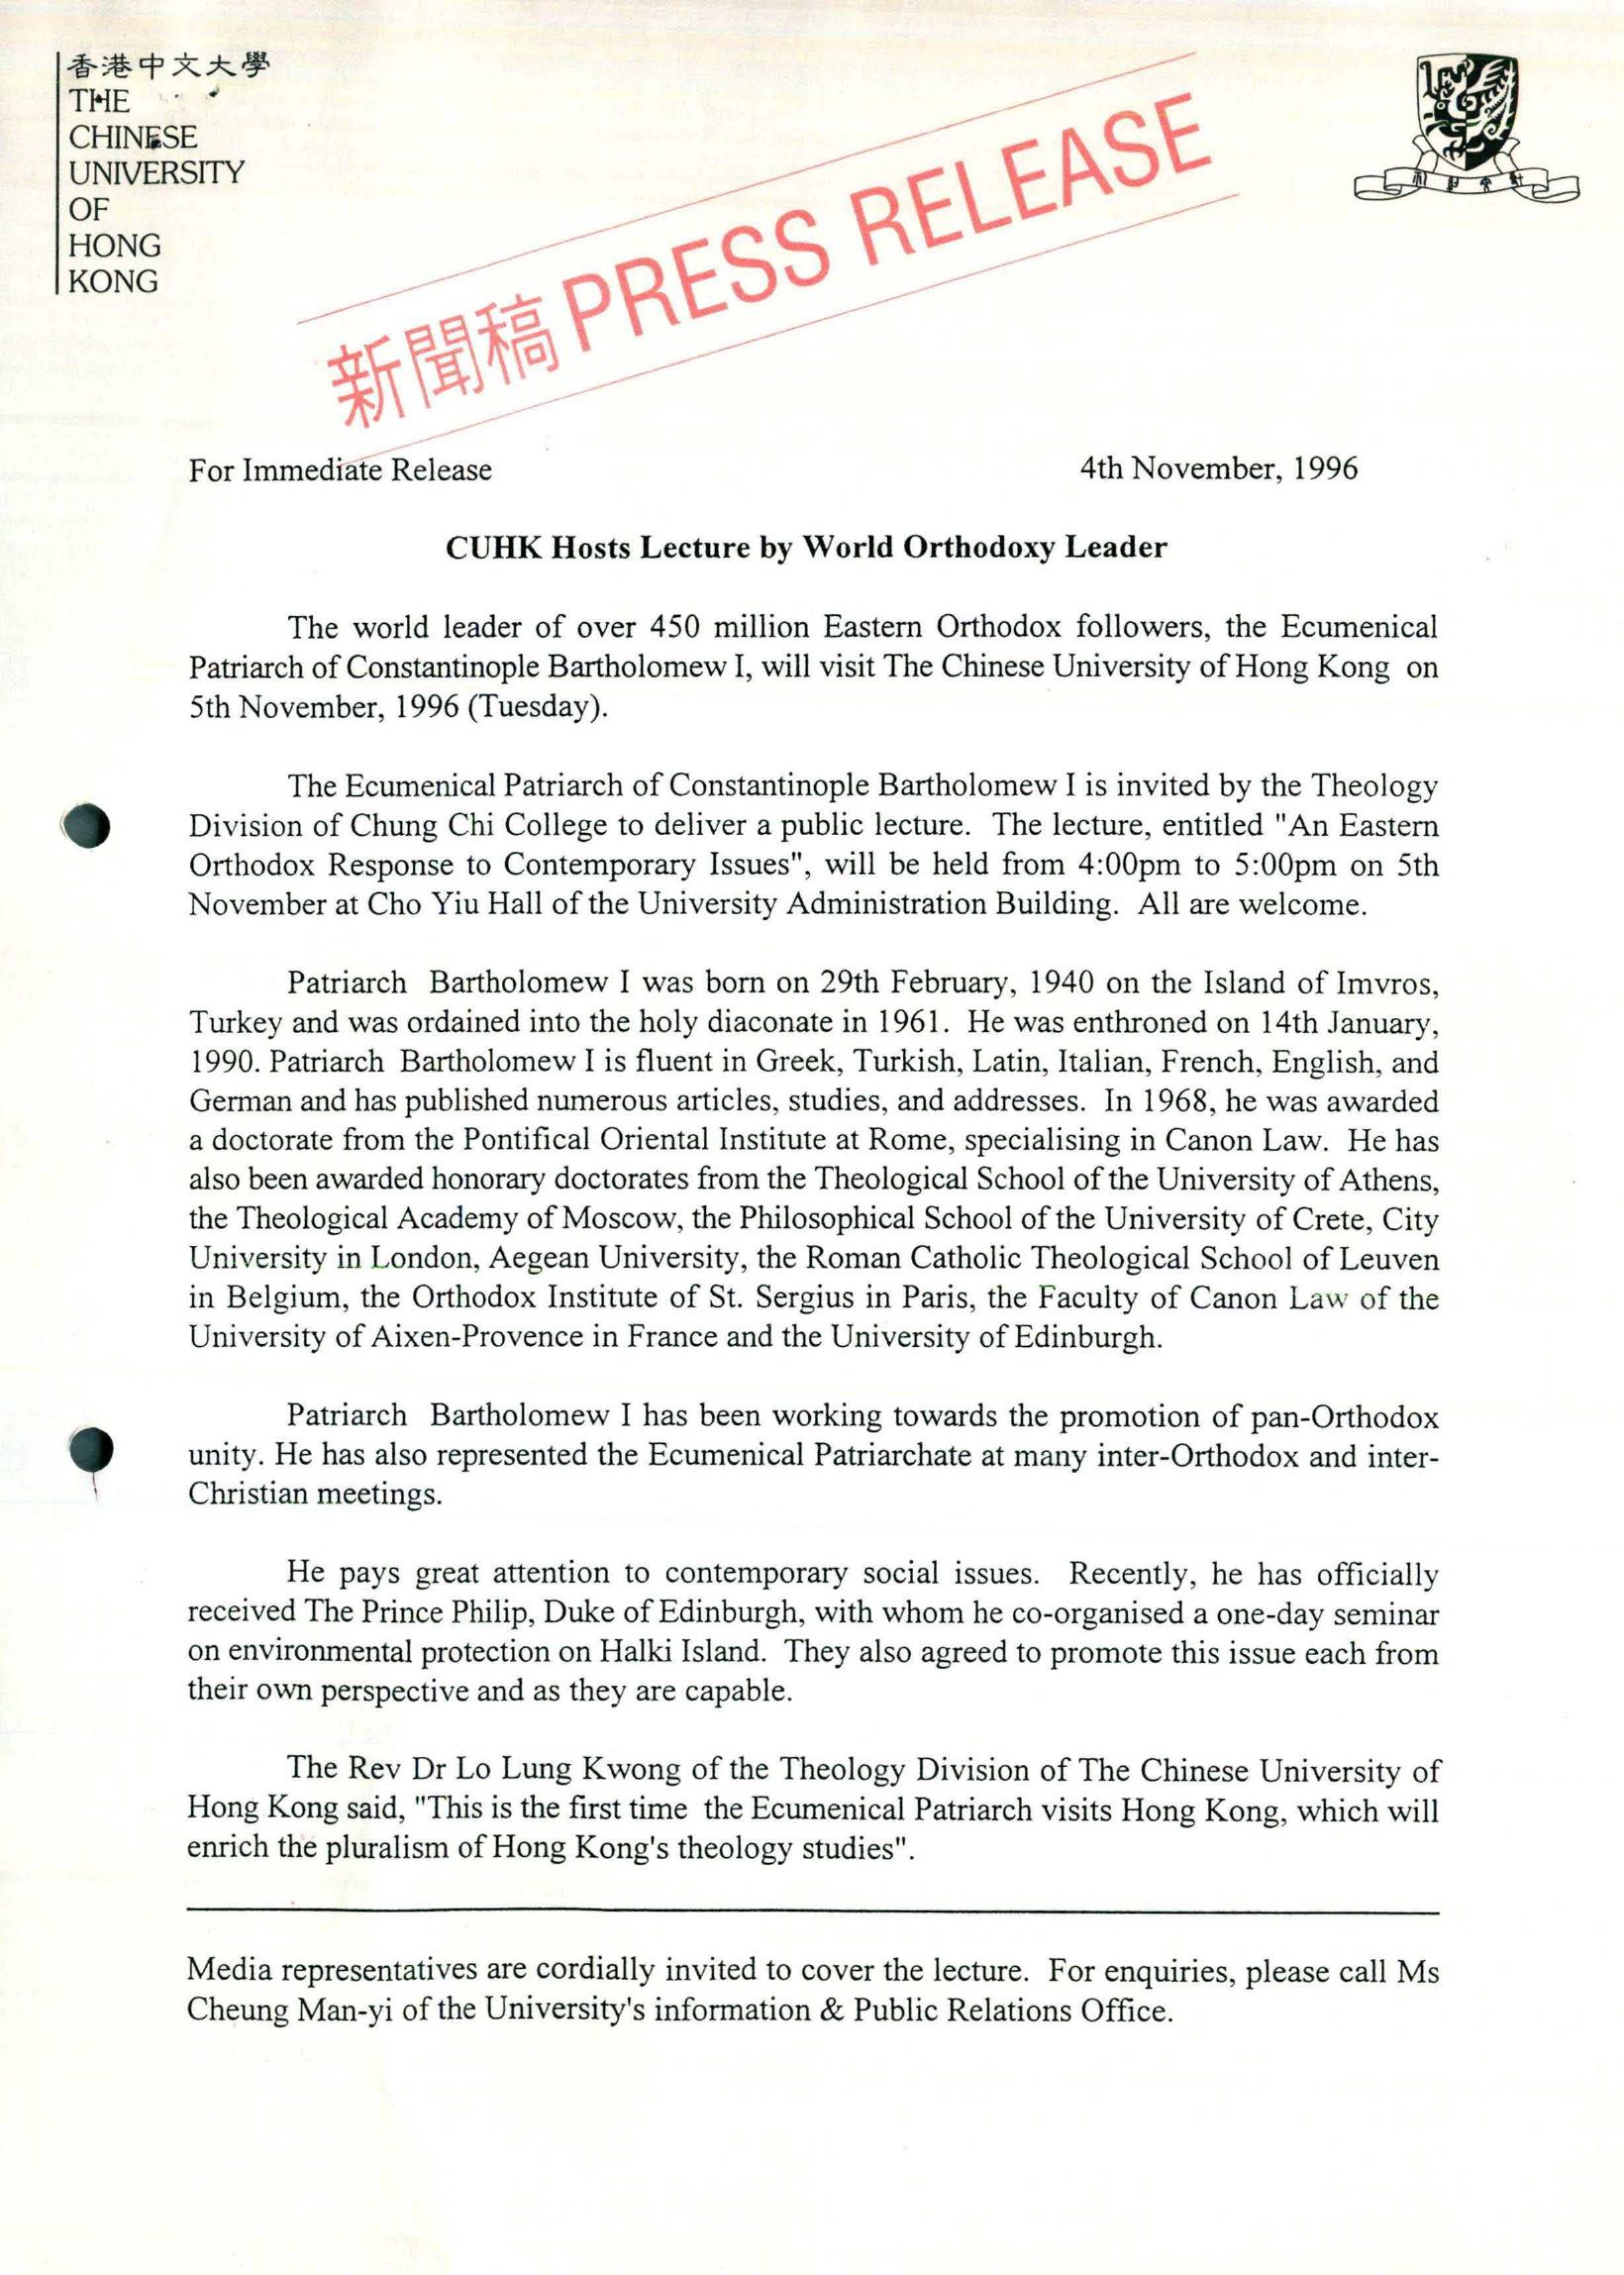 香港中文大學
THE
CHINESE
UNIVERSITY
OF
HONG
KONG
新聞稿 PRESS RELEASE
For Immediate Release 4th November, 1996
CUHK Hosts Lecture by World Orthodoxy Leader
The world leader of over 450 million Eastern Orthodox followers, the Ecumenical
Patriarch of Constantinople Bartholomew I, will visit The Chinese University of Hong Kong on
5th November, 1996 (Tuesday).
The Ecumenical Patriarch of Constantinople Bartholomew I is invited by the Theology
Division of Chung Chi College to deliver a public lecture. The lecture, entitled "An Eastern
Orthodox Response to Contemporary Issues", will be held from 4:00pm to 5:00pm on 5th
November at Cho Yiu Hall of the University Administration Building. All are welcome.
Patriarch Bartholomew I was born on 29th February, 1940 on the Island of Imvros,
Turkey and was ordained into the holy diaconate in 1961. He was enthroned on 14th January,
1990. Patriarch Bartholomew I is fluent in Greek, Turkish, Latin, Italian, French, English, and
German and has published numerous articles, studies, and addresses. In 1968, he was awarded
a doctorate from the Pontifical Oriental Institute at Rome, specialising in Canon Law. He has
also been awarded honorary doctorates from the Theological School of the University of Athens,
the Theological Academy of Moscow, the Philosophical School of the University of Crete, City
University in London, Aegean University, the Roman Catholic Theological School of Leuven
in Belgium, the Orthodox Institute of St. Sergius in Paris, the Faculty of Canon Law of the
University of Aixen-Provence in France and the University of Edinburgh.
Patriarch Bartholomew I has been working towards the promotion of pan-Orthodox
unity. He has also represented the Ecumenical Patriarchate at many inter-Orthodox and inter-
Christian meetings.
He pays great attention to contemporary social issues. Recently, he has officially
received The Prince Philip, Duke of Edinburgh, with whom he co-organised a one-day seminar
on environmental protection on Halki Island. They also agreed to promote this issue each from
their own perspective and as they are capable.
The Rev Dr Lo Lung Kwong of the Theology Division of The Chinese University of
Hong Kong said, "This is the first time the Ecumenical Patriarch visits Hong Kong, which will
enrich the pluralism of Hong Kong's theology studies".
Media representatives are cordially invited to cover the lecture. For enquiries, please call Ms
Cheung Man-yi of the University's information & Public Relations Office.